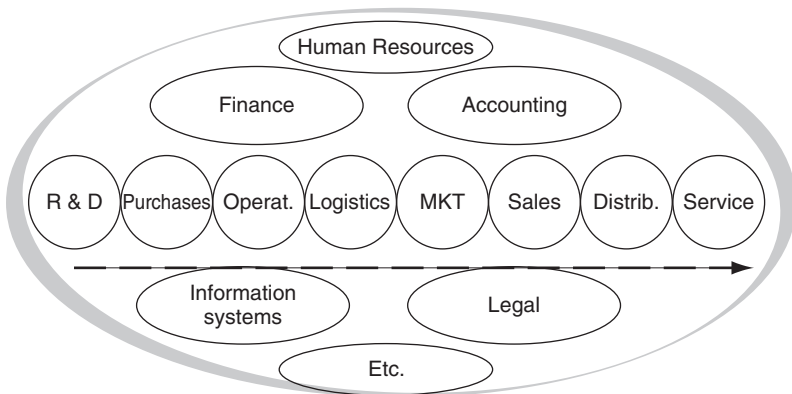 Human Resources
Finance
Accounting
R & D
Purchases
Operat.
Logistics
MKT
Sales
Distrib.
Service
Information
systems
Legal
Etc.